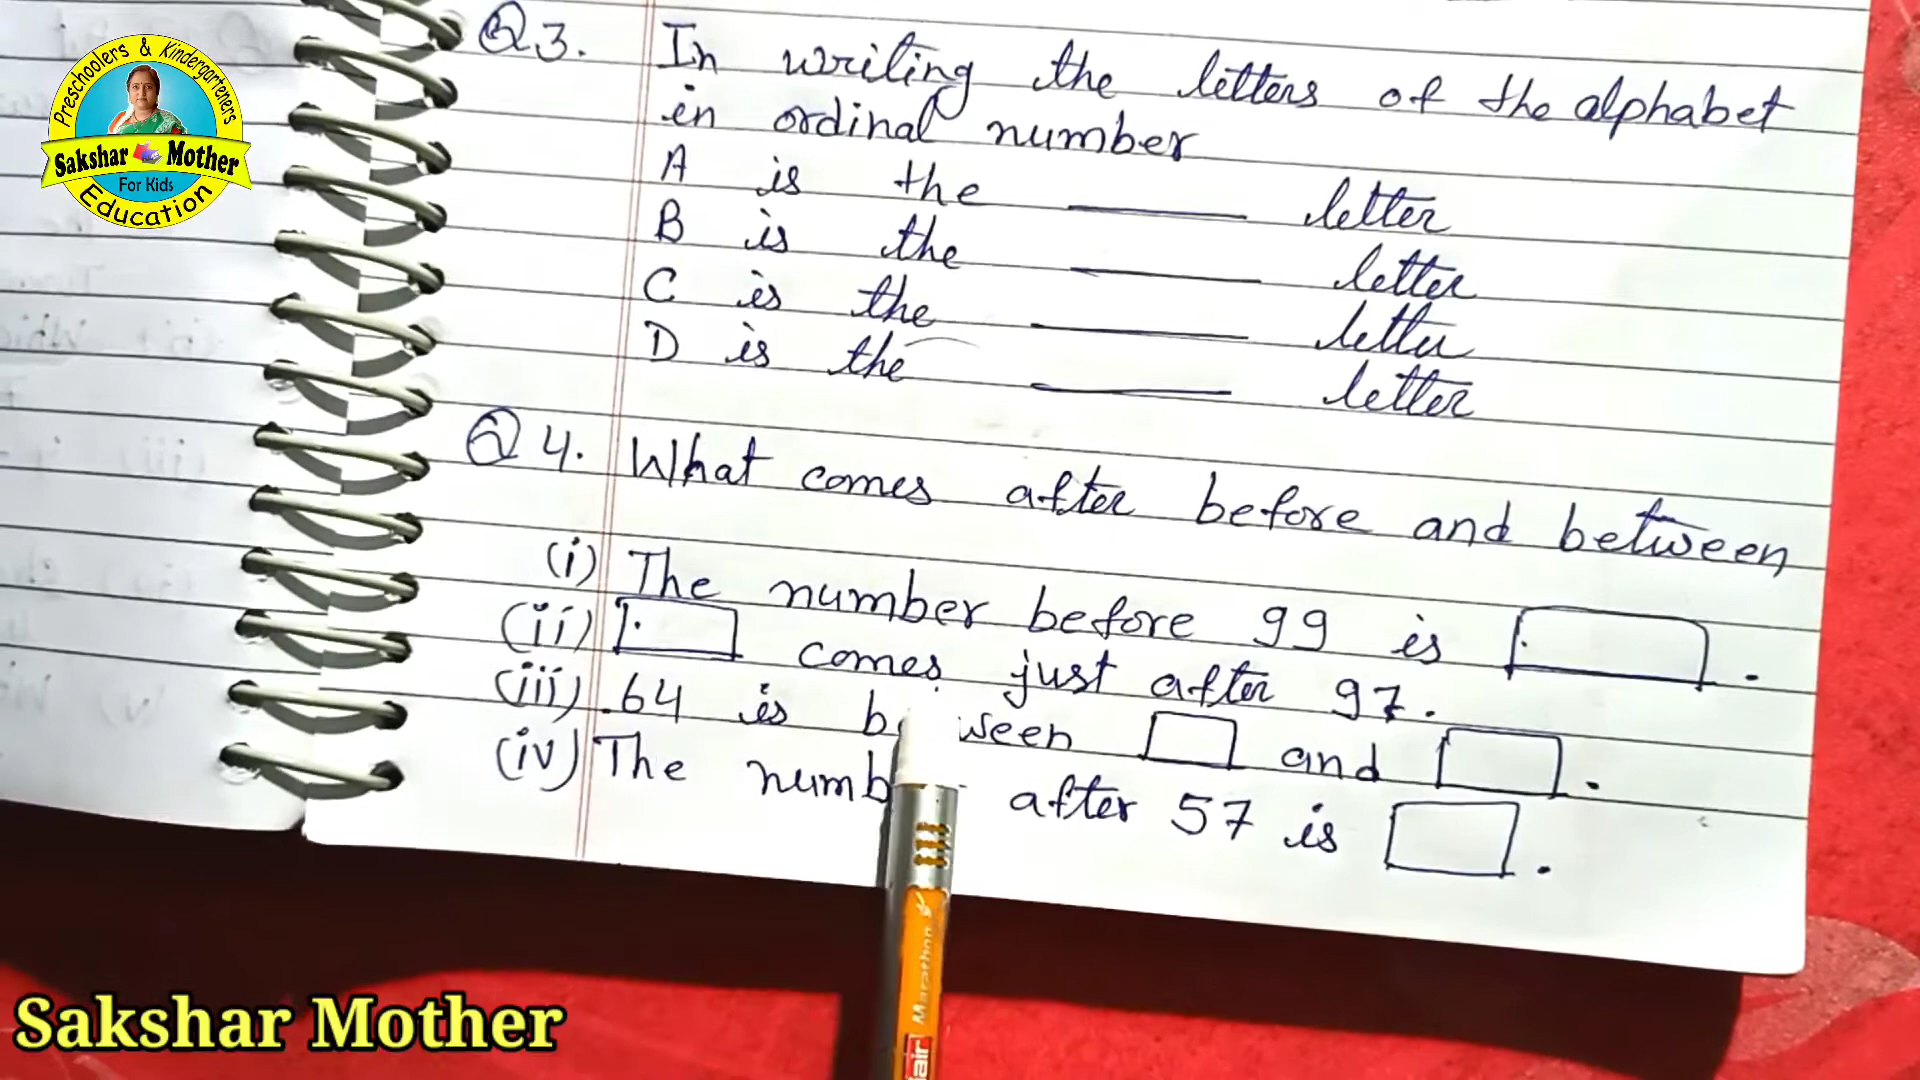 Preschoolers & Kindergarteners
Sakshar Mother
For Kids
Education
Q3. In writing the letters of the alphabet
in ordinal number
A is the ______ letter
B is the ______ letter
C is the ______ letter
D is the ______ letter
Q4. What comes after before and between
(i) The number before 99 is .
(ii) comes just after 97.
(iii) 64 is between and .
(iv) The numb after 57 is .
Marathon
Sakshar Mother